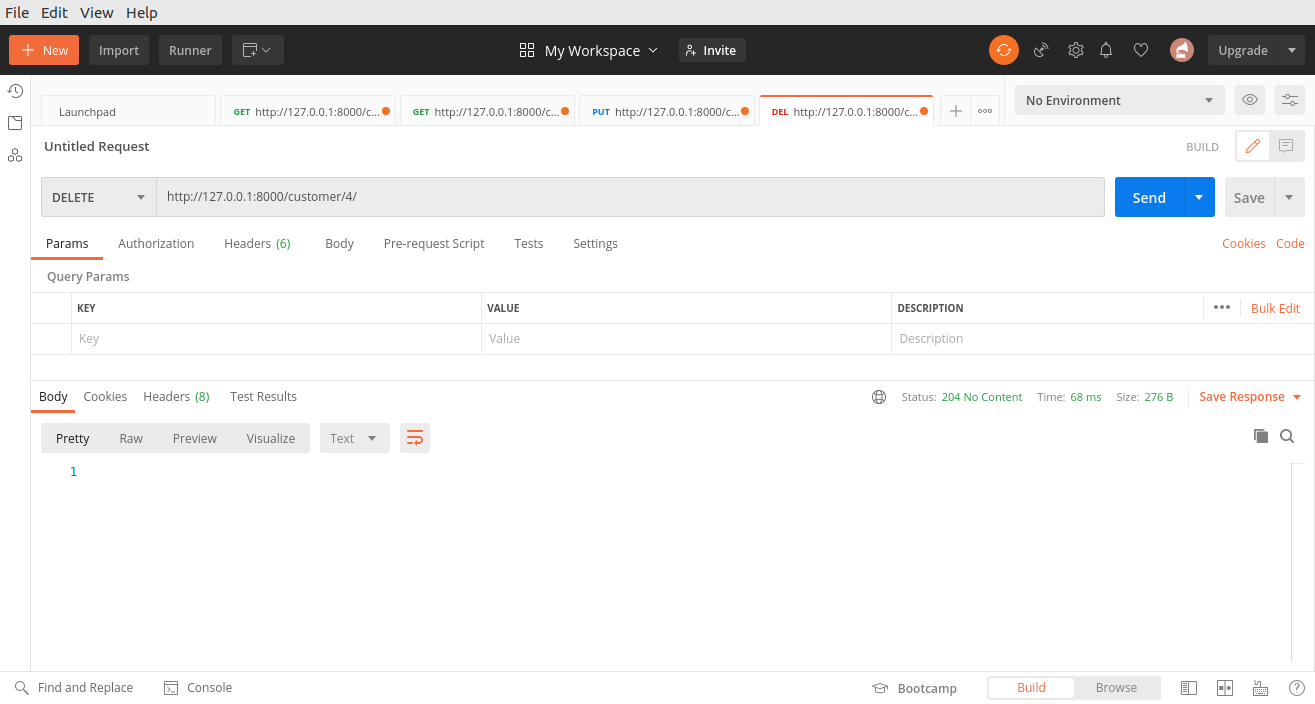 File Edit View Help
New Import Runner My Workspace Invite Upgrade
Launchpad GET http://127.0.0.1:8000/c... GET http://127.0.0.1:8000/c... PUT http://127.0.0.1:8000/c... DEL http://127.0.0.1:8000/c... No Environment
Untitled Request BUILD
DELETE http://127.0.0.1:8000/customer/4/ Send Save
Params Authorization Headers (6) Body Pre-request Script Tests Settings Cookies Code
Query Params
KEY VALUE DESCRIPTION Bulk Edit
Key Value Description
Body Cookies Headers (8) Test Results Status: 204 No Content Time: 68 ms Size: 276 B Save Response
Pretty Raw Preview Visualize Text
1
Find and Replace Console Bootcamp Build Browse